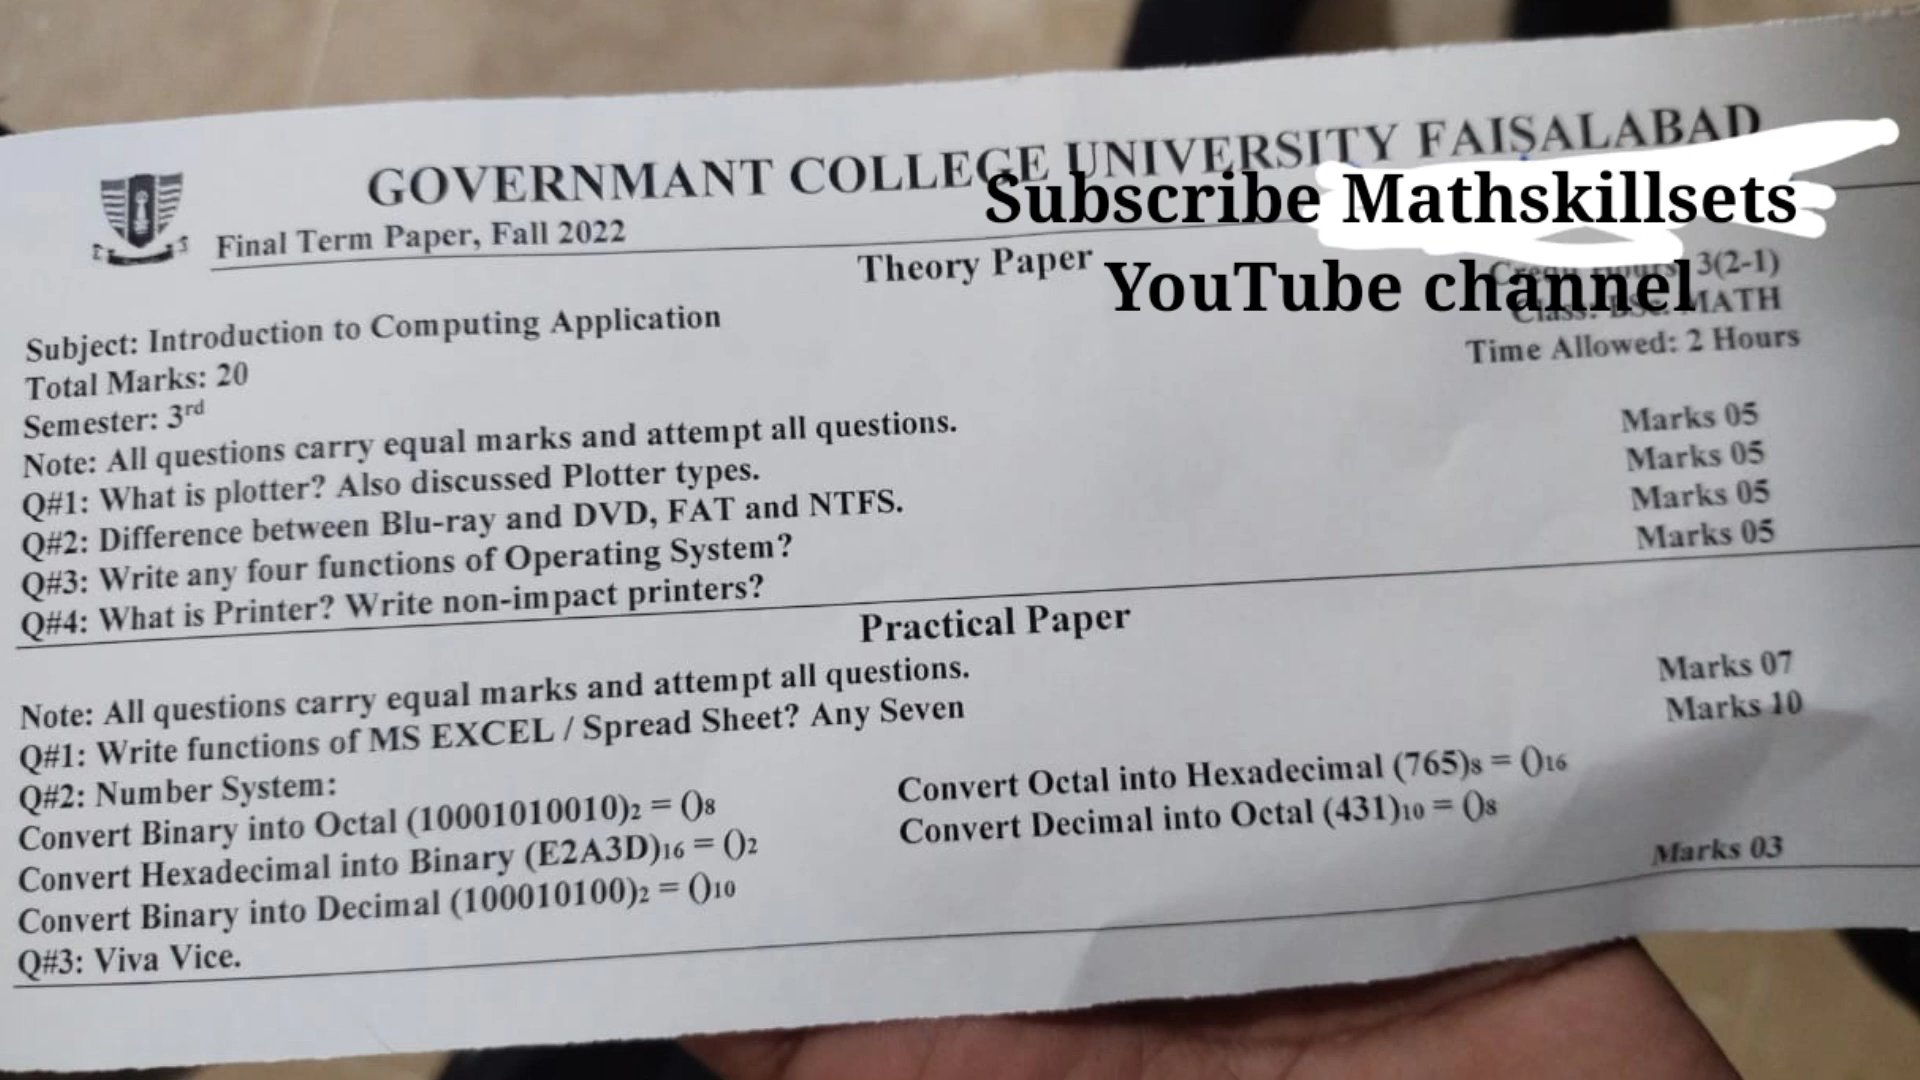 GOVERNMANT COLLEGE UNIVERSITY FAISALABAD
Subscribe Mathskillsets
YouTube channel
Final Term Paper, Fall 2022
Theory Paper
Subject: Introduction to Computing Application
Credit Hours: 3(2-1)
Total Marks: 20
Class: BSc. MATH
Semester: 3rd
Time Allowed: 2 Hours
Note: All questions carry equal marks and attempt all questions.
Q#1: What is plotter? Also discussed Plotter types. Marks 05
Q#2: Difference between Blu-ray and DVD, FAT and NTFS. Marks 05
Q#3: Write any four functions of Operating System? Marks 05
Q#4: What is Printer? Write non-impact printers? Marks 05
Practical Paper
Note: All questions carry equal marks and attempt all questions.
Q#1: Write functions of MS EXCEL / Spread Sheet? Any Seven Marks 07
Q#2: Number System: Marks 10
Convert Binary into Octal (10001010010)2 = ()8 Convert Octal into Hexadecimal (765)8 = ()16
Convert Hexadecimal into Binary (E2A3D)16 = ()2 Convert Decimal into Octal (431)10 = ()8
Convert Binary into Decimal (100010100)2 = ()10
Q#3: Viva Vice. Marks 03